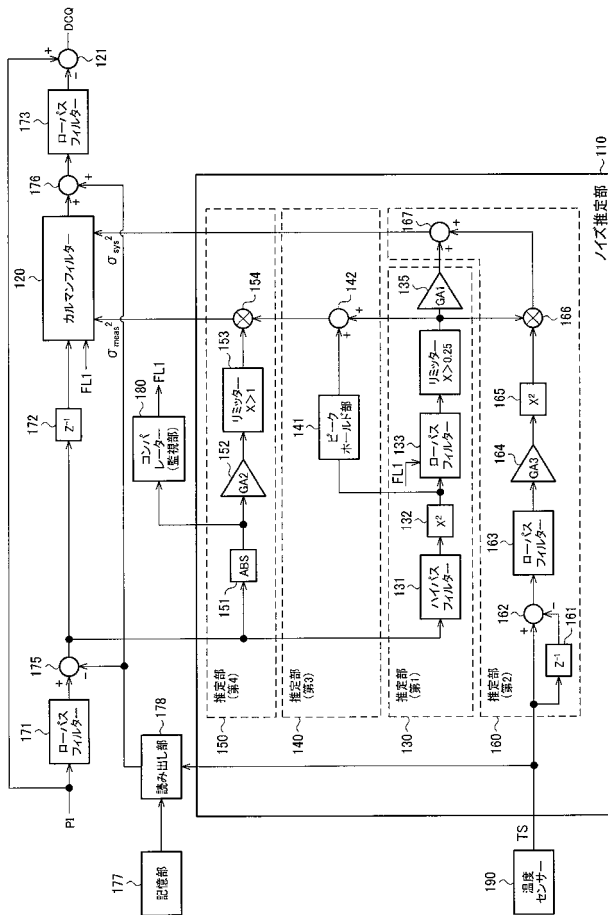 PI
171
ローパス
フィルター
175
+
−
172
Z⁻¹
120
カルマンフィルター
FL1
σmeas²
σsys²
176
+
+
173
ローパス
フィルター
121
+
−
DCQ
177
記憶部
178
読み出し部
180
コンパ
レーター
(監視部)
FL1
150
推定部
(第4)
151
ABS
152
GA2
153
リミッター
X>1
154
140
推定部
(第3)
141
ピーク
ホールド部
142
+
+
130
推定部
(第1)
131
ハイパス
フィルター
132
X²
FL1
133
ローパス
フィルター
リミッター
X>0.25
135
GA1
167
+
+
160
推定部
(第2)
161
Z⁻¹
162
+
−
163
ローパス
フィルター
164
GA3
165
X²
166
190
温度
センサー
TS
110
ノイズ推定部